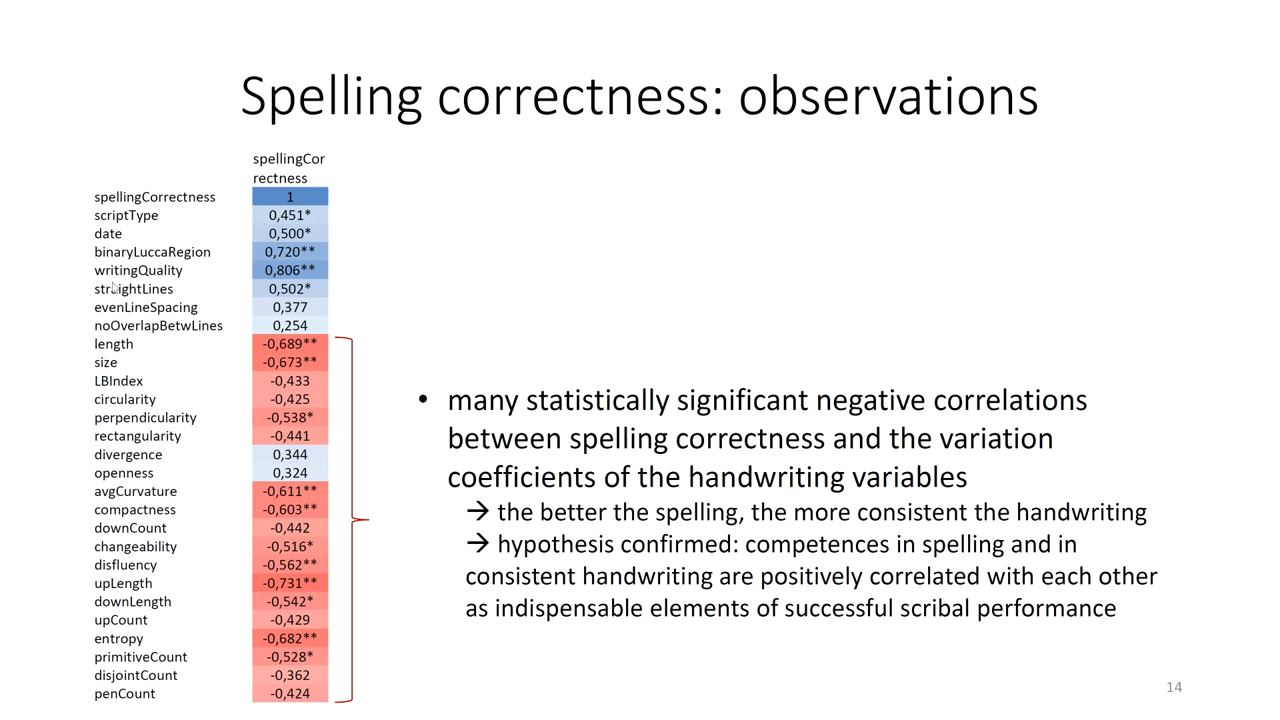 Spelling correctness: observations
spellingCor
rectness
spellingCorrectness 1
scriptType 0,451*
date 0,500*
binaryLuccaRegion 0,720**
writingQuality 0,806**
straightLines 0,502*
evenLineSpacing 0,377
noOverlapBetwLines 0,254
length -0,689**
size -0,673**
LBIndex -0,433
circularity -0,425
perpendicularity -0,538*
rectangularity -0,441
divergence 0,344
openness 0,324
avgCurvature -0,611**
compactness -0,603**
downCount -0,442
changeability -0,516*
disfluency -0,562**
upLength -0,731**
downLength -0,542*
upCount -0,429
entropy -0,682**
primitiveCount -0,528*
disjointCount -0,362
penCount -0,424
• many statistically significant negative correlations
between spelling correctness and the variation
coefficients of the handwriting variables
→ the better the spelling, the more consistent the handwriting
→ hypothesis confirmed: competences in spelling and in
consistent handwriting are positively correlated with each other
as indispensable elements of successful scribal performance
14